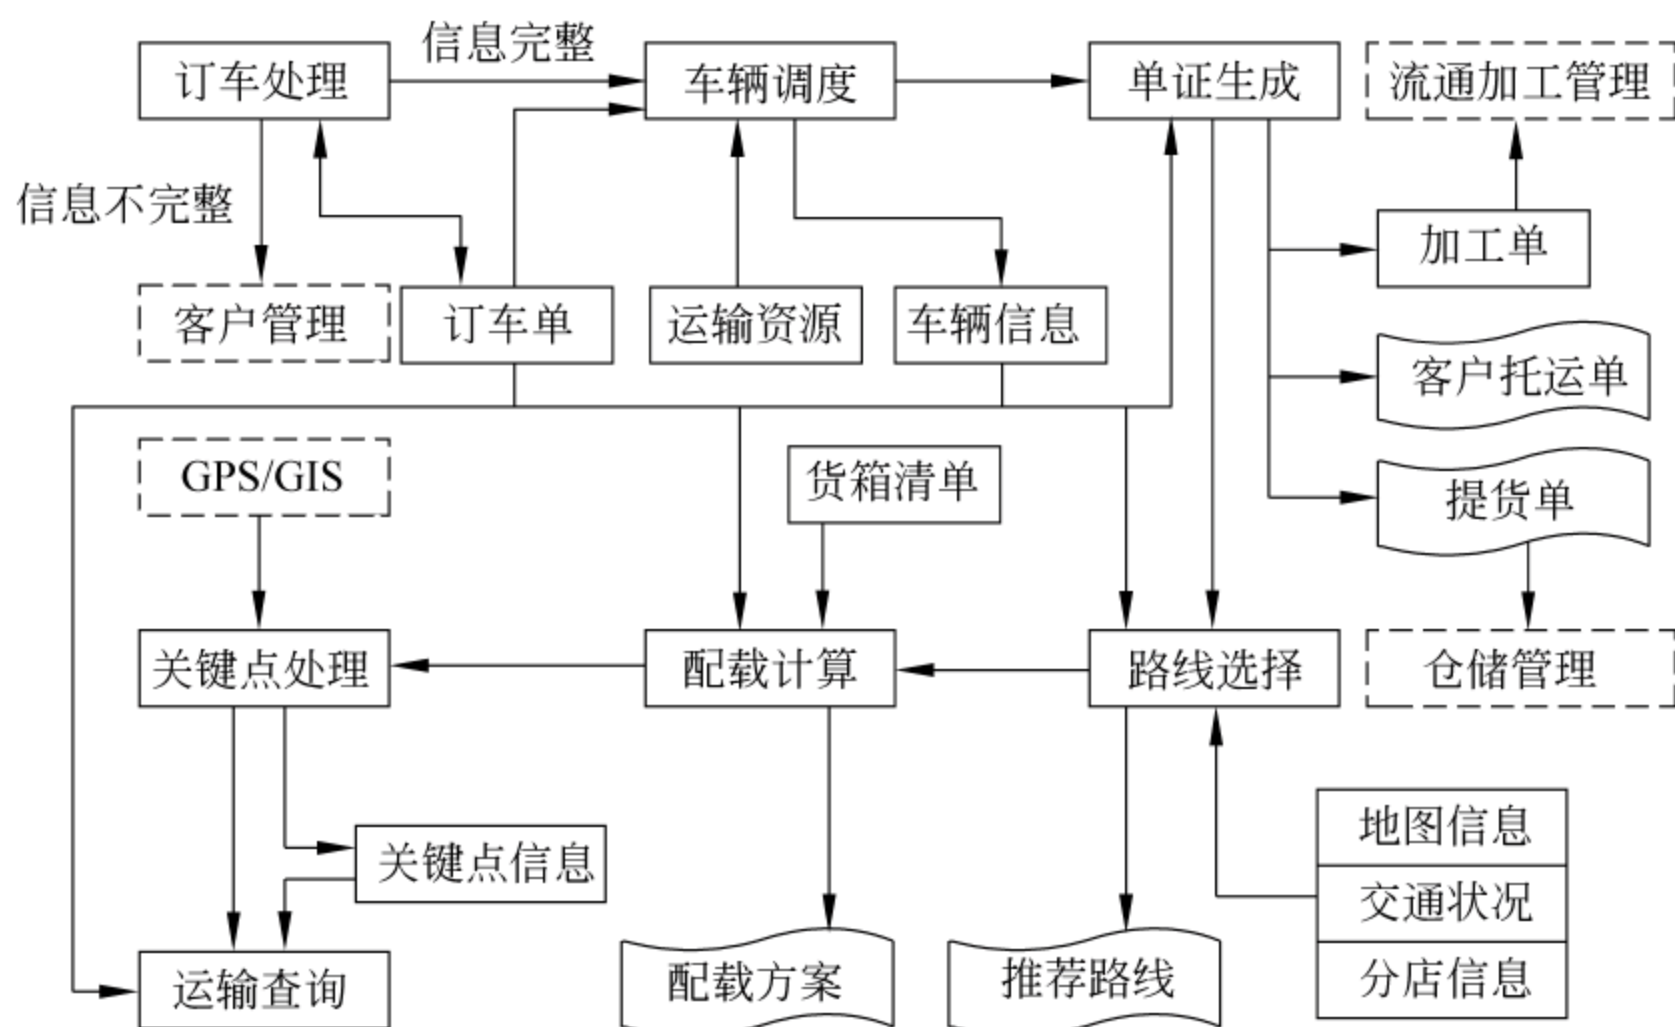 信息完整
订车处理
车辆调度
单证生成
流通加工管理
信息不完整
加工单
客户管理
订车单
运输资源
车辆信息
客户托运单
GPS/GIS
货箱清单
提货单
关键点处理
配载计算
路线选择
仓储管理
地图信息
关键点信息
交通状况
运输查询
配载方案
推荐路线
分店信息